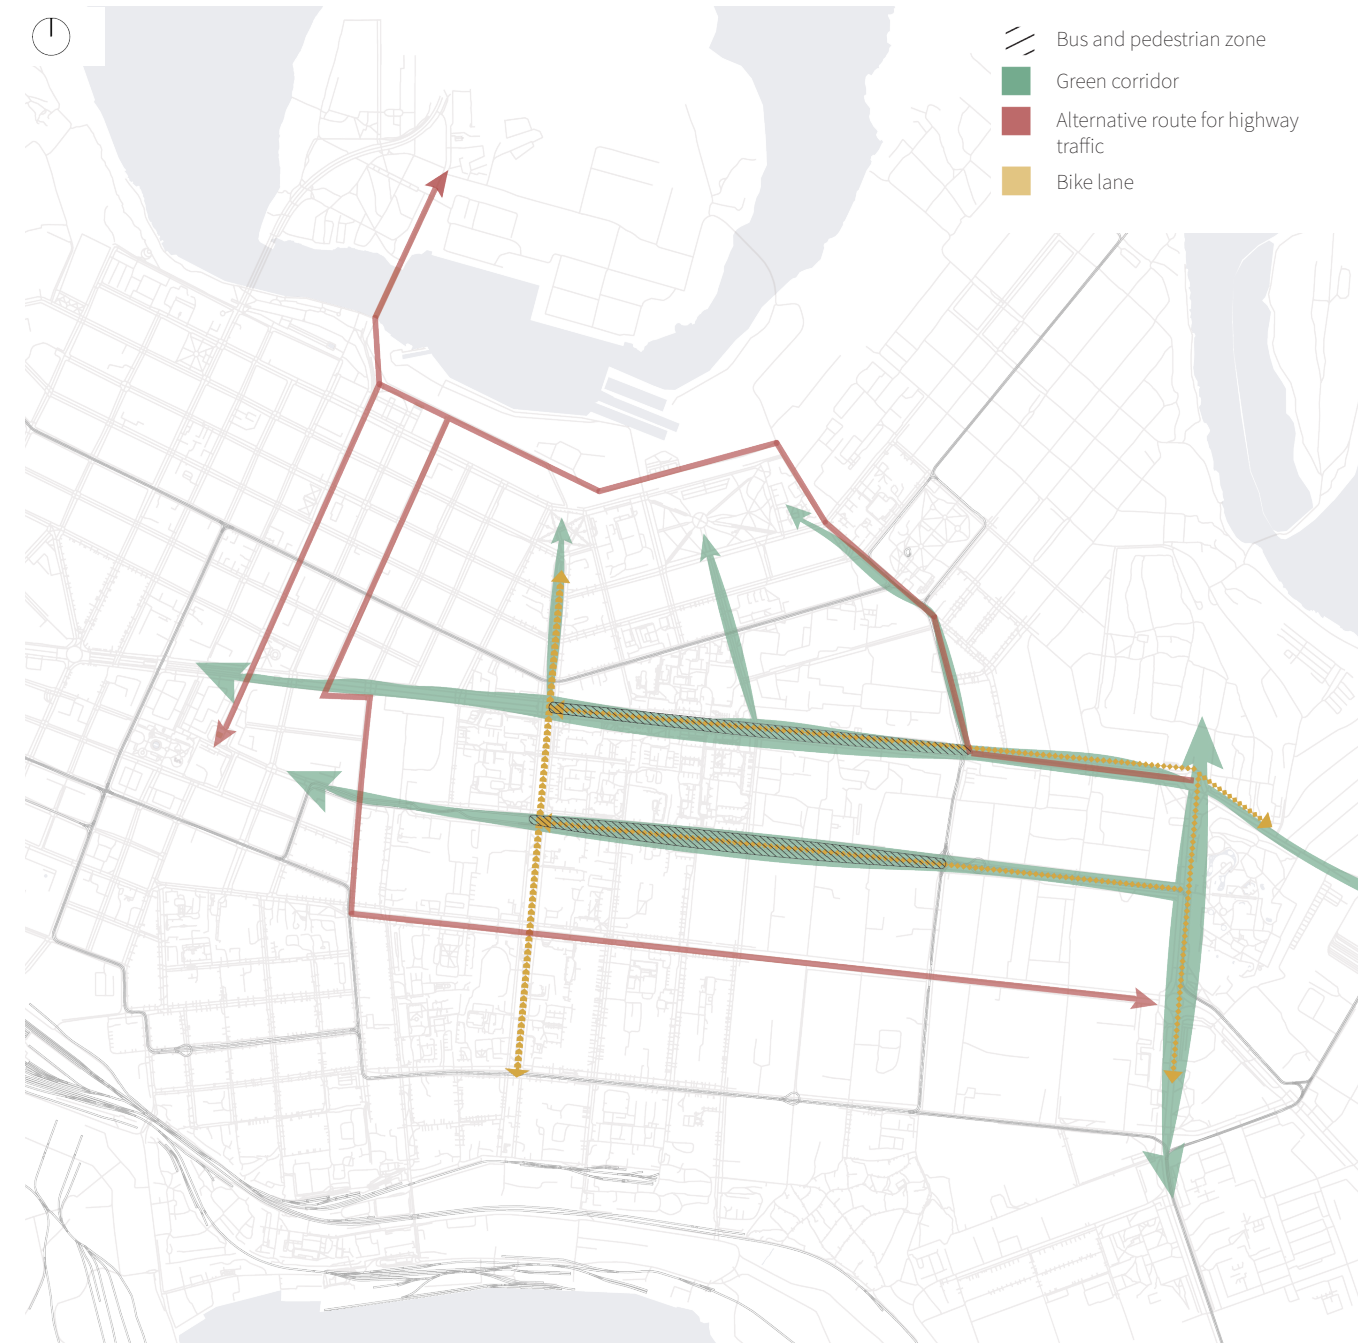 Bus and pedestrian zone
Green corridor
Alternative route for highway
traffic
Bike lane